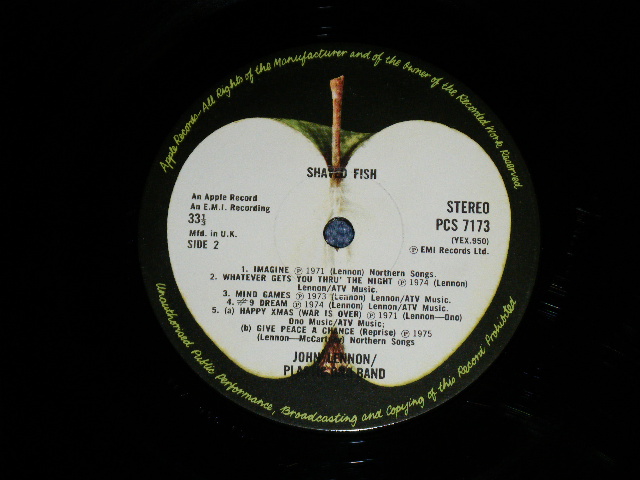 Apple Records—All Rights of the Manufacturer and of the Owner of the Recorded Work Reserved
SHAVED FISH
An Apple Record
An E.M.I. Recording
33⅓
Mfd. in U.K.
SIDE 2
STEREO
PCS 7173
(YEX.950)
℗ EMI Records Ltd.
1. IMAGINE ℗ 1971 (Lennon) Northern Songs.
2. WHATEVER GETS YOU THRU' THE NIGHT ℗ 1974 (Lennon)
Lennon/ATV Music.
3. MIND GAMES ℗ 1973 (Lennon) Lennon/ATV Music.
4. #9 DREAM ℗ 1974 (Lennon) Lennon/ATV Music.
5. (a) HAPPY XMAS (WAR IS OVER) ℗ 1971 (Lennon—Ono)
Ono Music/ATV Music;
(b) GIVE PEACE A CHANCE (Reprise) ℗ 1975
(Lennon—McCartney) Northern Songs
JOHN LENNON/
PLASTIC ONO BAND
Unauthorised Public Performance, Broadcasting and Copying of this Record Prohibited